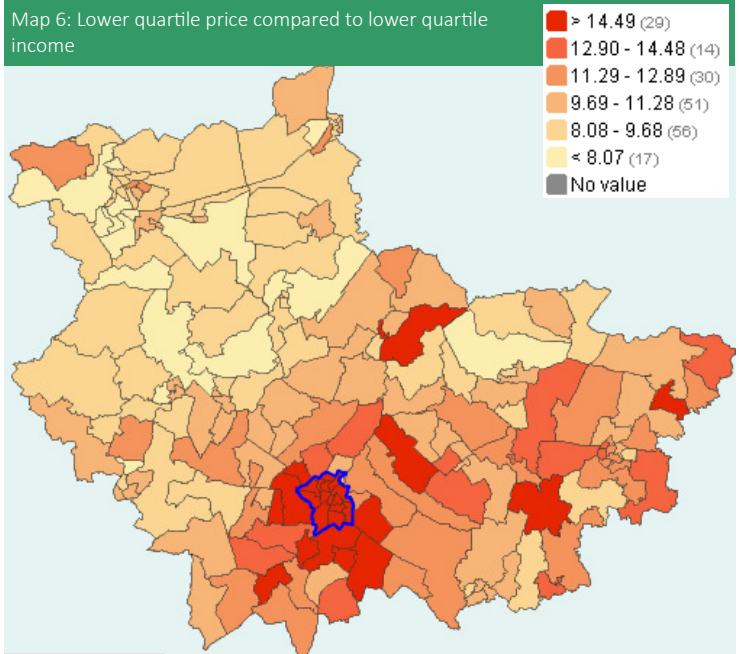 Map 6: Lower quartile price compared to lower quartile
income
> 14.49 (29)
12.90 - 14.48 (14)
11.29 - 12.89 (30)
9.69 - 11.28 (51)
8.08 - 9.68 (56)
< 8.07 (17)
No value